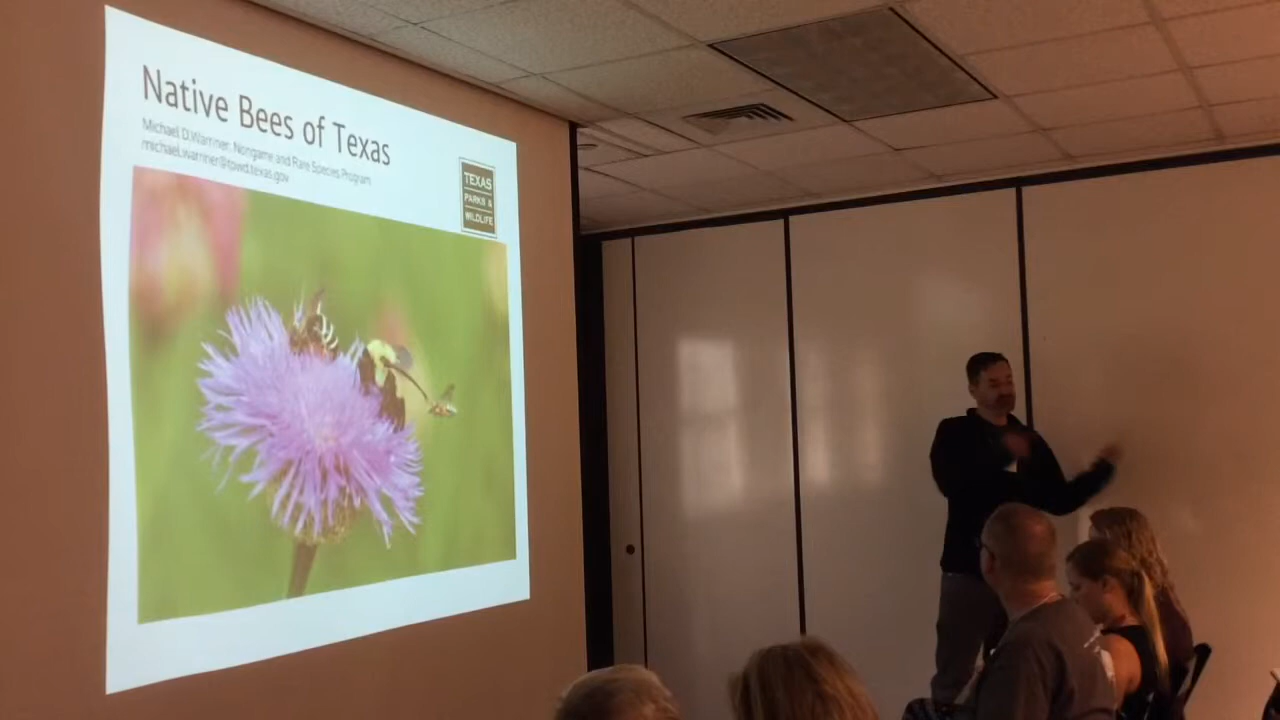 Native Bees of Texas
Michael D.Warriner, Nongame and Rare Species Program
michael.warriner@tpwd.texas.gov
TEXAS
PARKS &
WILDLIFE